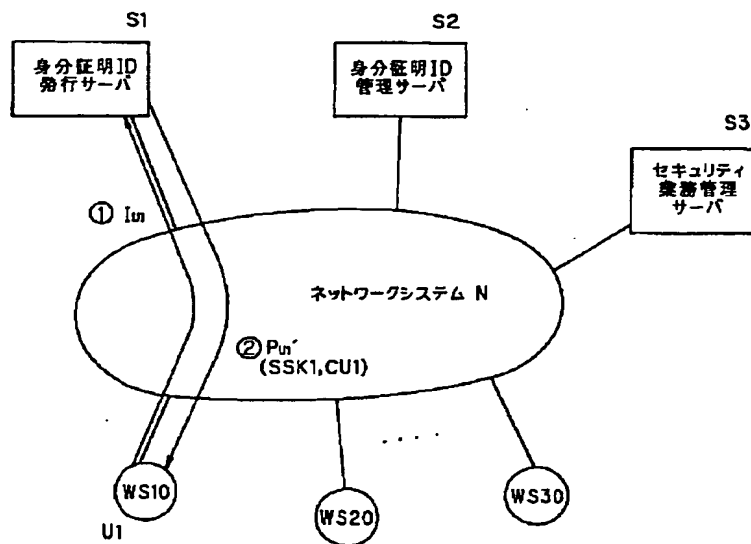 S1
身分証明ID
発行サーバ
S2
身分証明ID
管理サーバ
S3
セキュリティ
業務管理
サーバ
① IU1
ネットワークシステム N
② PU1´
(SSK1,CU1)
‥‥
WS10
U1
WS20
WS30